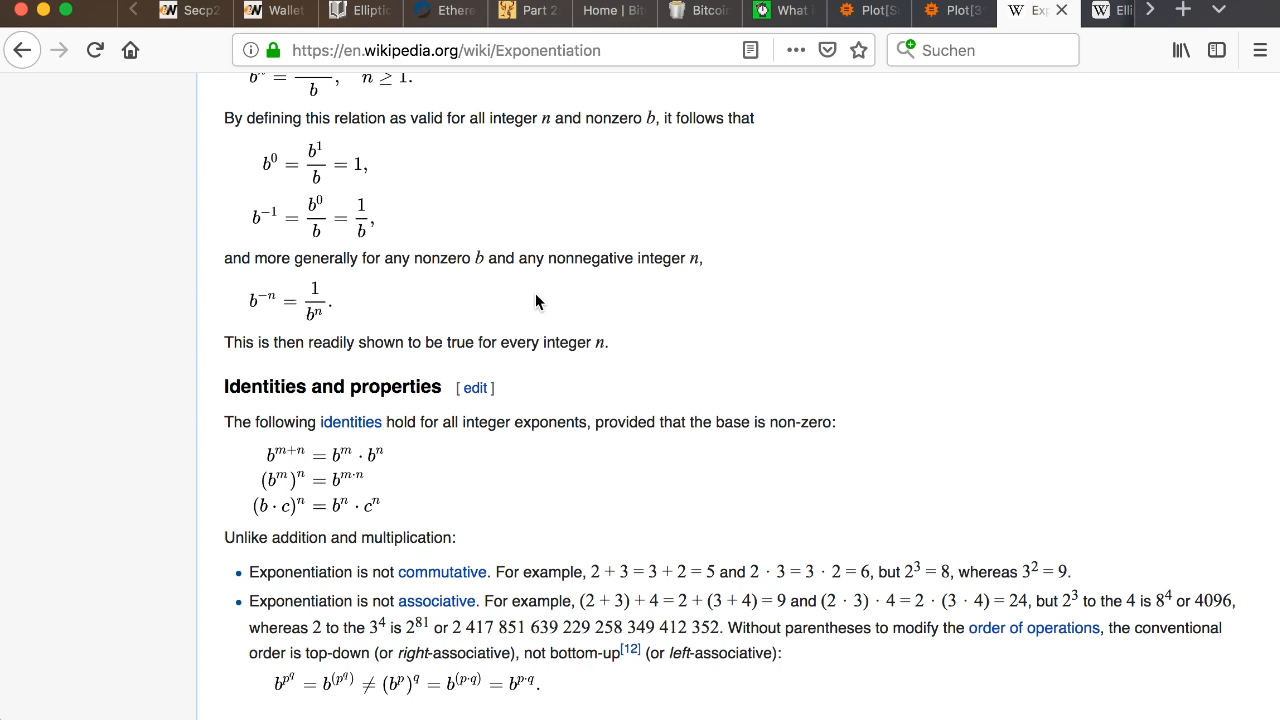 Secp2 Wallet Elliptic Ethere Part 2 Home | Bit Bitcoin What i Plot[S Plot[3 Ex Elli
https://en.wikipedia.org/wiki/Exponentiation Suchen
bⁿ = / b, n ≥ 1.
By defining this relation as valid for all integer n and nonzero b, it follows that
b⁰ = b¹/b = 1,
b⁻¹ = b⁰/b = 1/b,
and more generally for any nonzero b and any nonnegative integer n,
b⁻ⁿ = 1/bⁿ.
This is then readily shown to be true for every integer n.
Identities and properties [ edit ]
The following identities hold for all integer exponents, provided that the base is non-zero:
bᵐ⁺ⁿ = bᵐ · bⁿ
(bᵐ)ⁿ = bᵐ·ⁿ
(b · c)ⁿ = bⁿ · cⁿ
Unlike addition and multiplication:
• Exponentiation is not commutative. For example, 2 + 3 = 3 + 2 = 5 and 2 · 3 = 3 · 2 = 6, but 2³ = 8, whereas 3² = 9.
• Exponentiation is not associative. For example, (2 + 3) + 4 = 2 + (3 + 4) = 9 and (2 · 3) · 4 = 2 · (3 · 4) = 24, but 2³ to the 4 is 8⁴ or 4096,
whereas 2 to the 3⁴ is 2⁸¹ or 2 417 851 639 229 258 349 412 352. Without parentheses to modify the order of operations, the conventional
order is top-down (or right-associative), not bottom-up[12] (or left-associative):
b^p^q = b^(p^q) ≠ (b^p)^q = b^(p·q) = b^p·q.